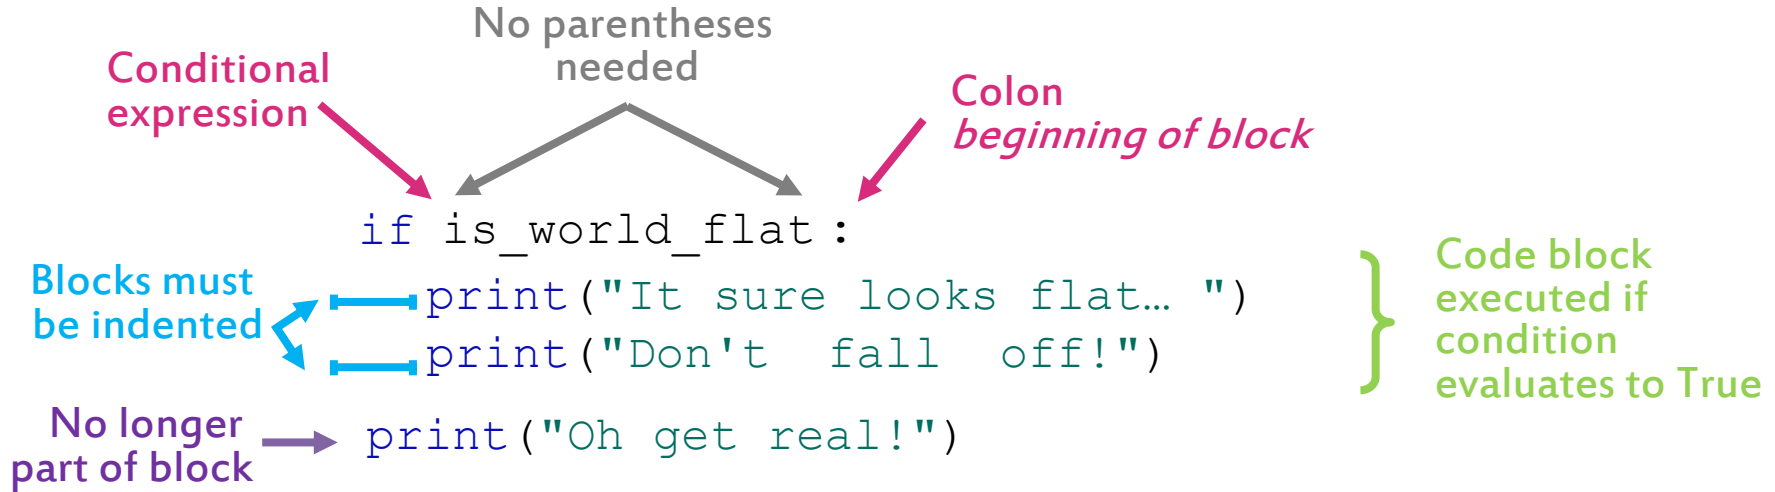 No parentheses
needed
Conditional
expression
Colon
beginning of block
if is_world_flat :
Blocks must
be indented
print("It sure looks flat… ")
print("Don't fall off!")
Code block
executed if
condition
evaluates to True
No longer
part of block
print("Oh get real!")